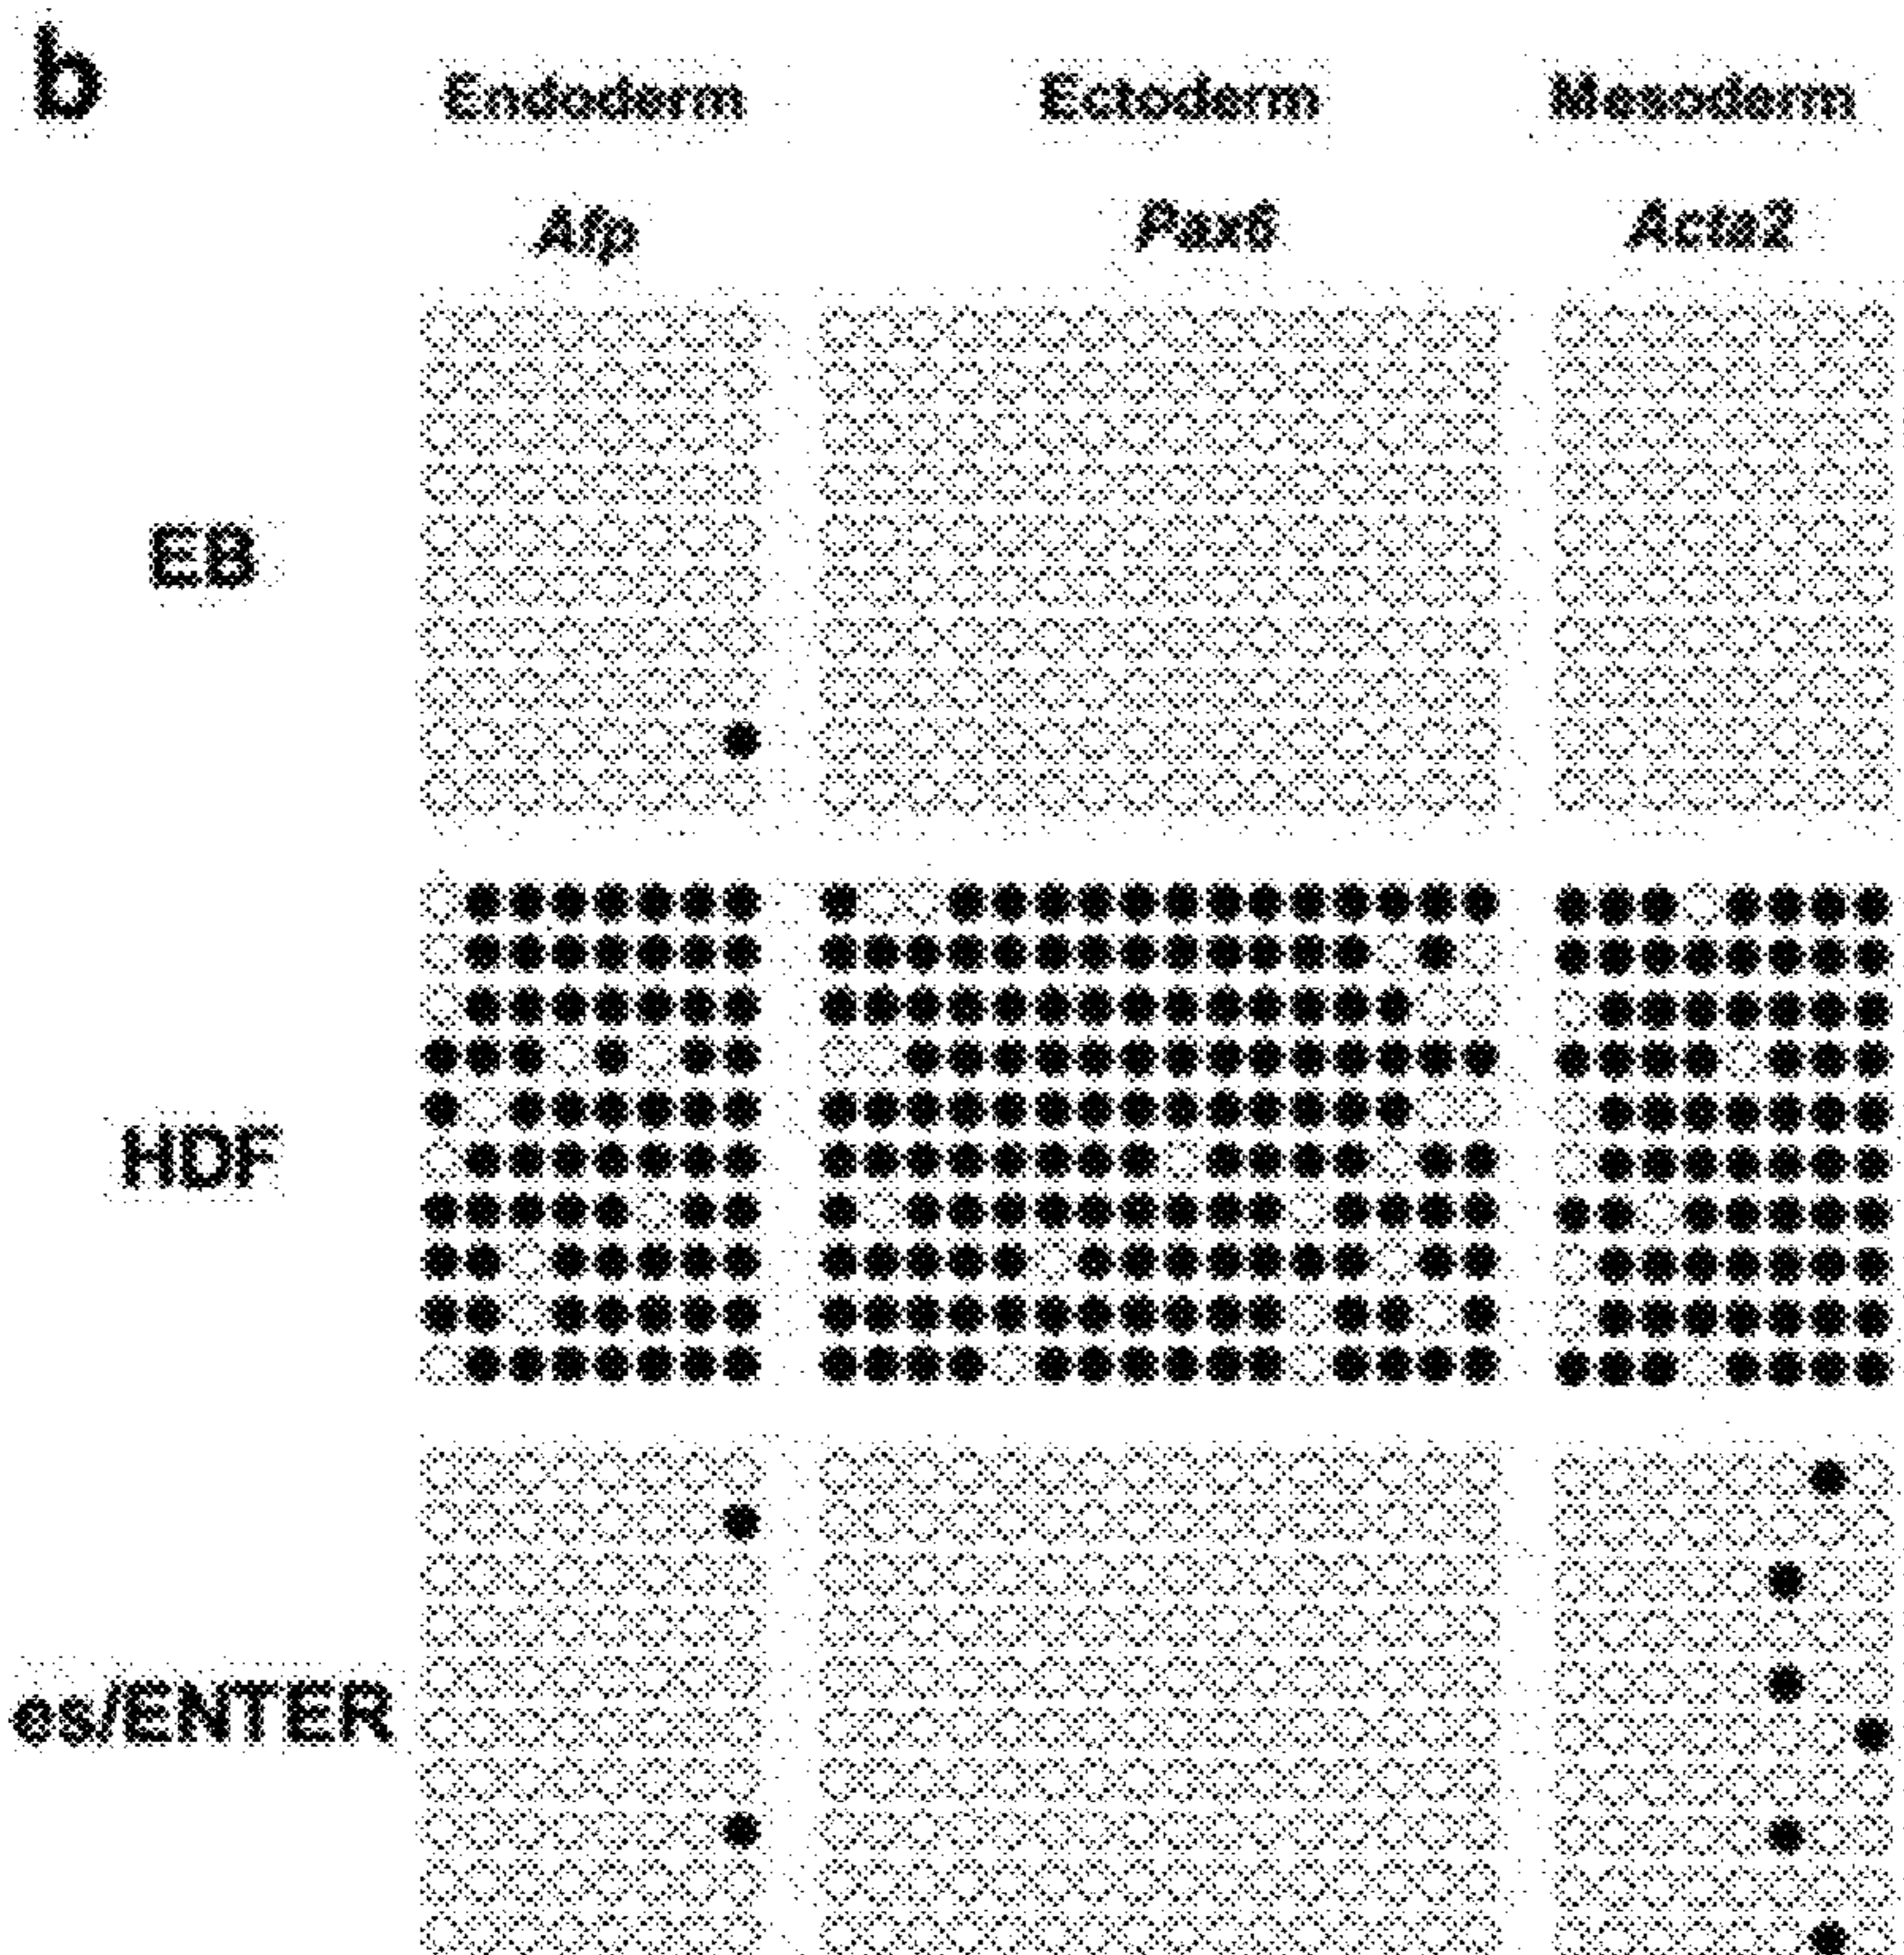 b
Endoderm Ectoderm Mesoderm
Afp Pax6 Acta2
EB
HDF
es/ENTER